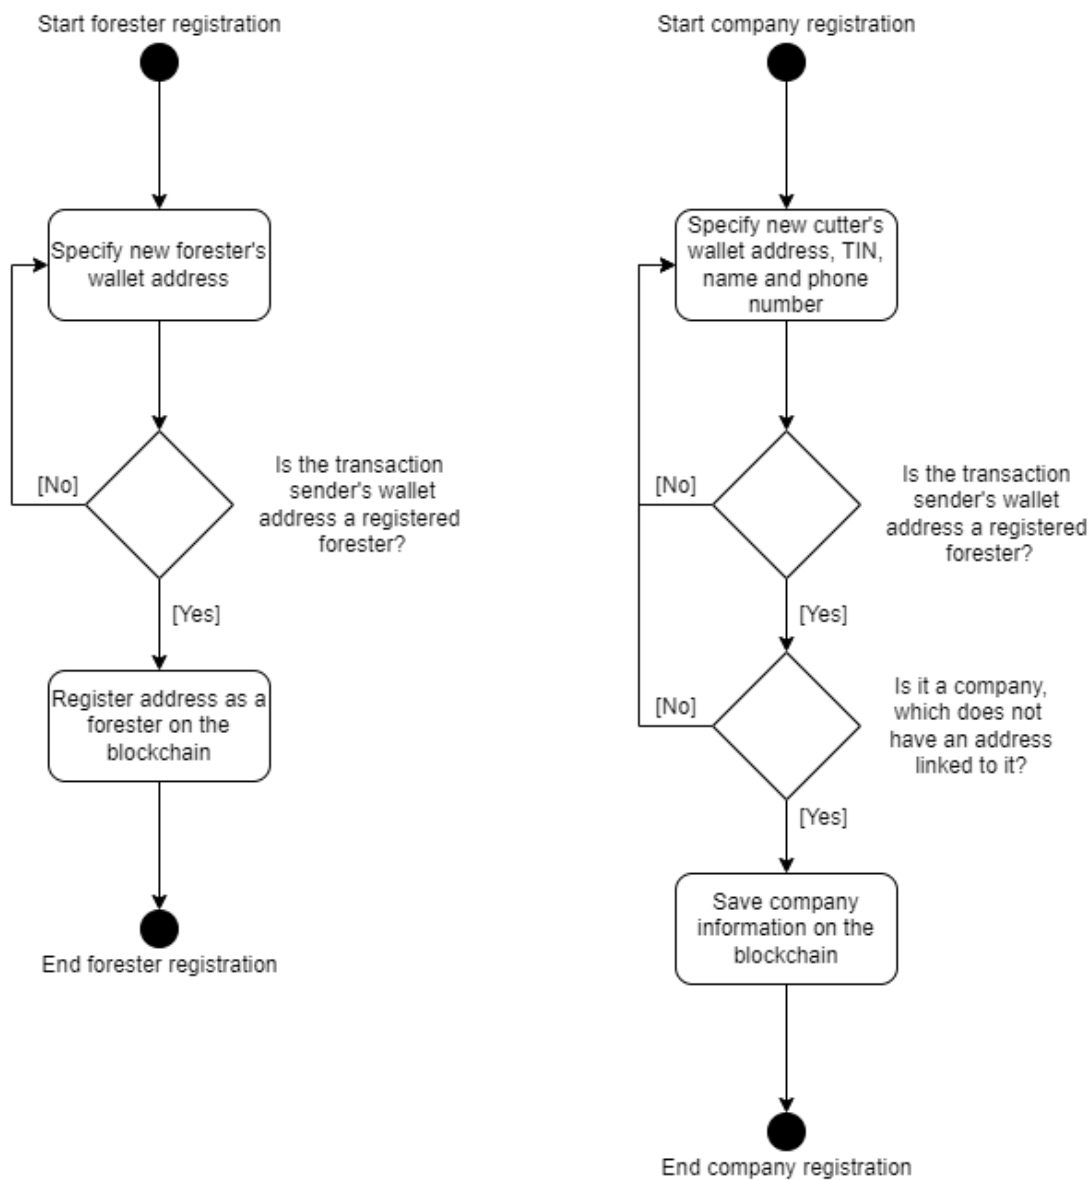 Start forester registration
Specify new forester's
wallet address
[No]
Is the transaction
sender's wallet
address a registered
forester?
[Yes]
Register address as a
forester on the
blockchain
End forester registration
Start company registration
Specify new cutter's
wallet address, TIN,
name and phone
number
[No]
Is the transaction
sender's wallet
address a registered
forester?
[Yes]
[No]
Is it a company,
which does not
have an address
linked to it?
[Yes]
Save company
information on the
blockchain
End company registration